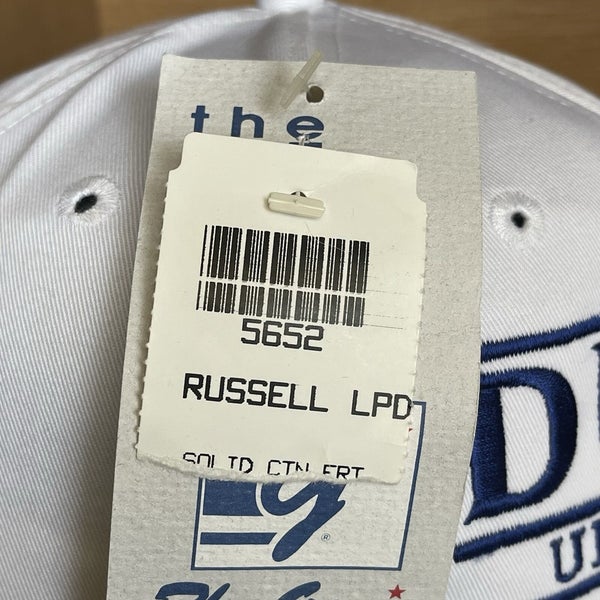 the
5652
RUSSELL LPD
SOLID CTN FRT
®
D
U